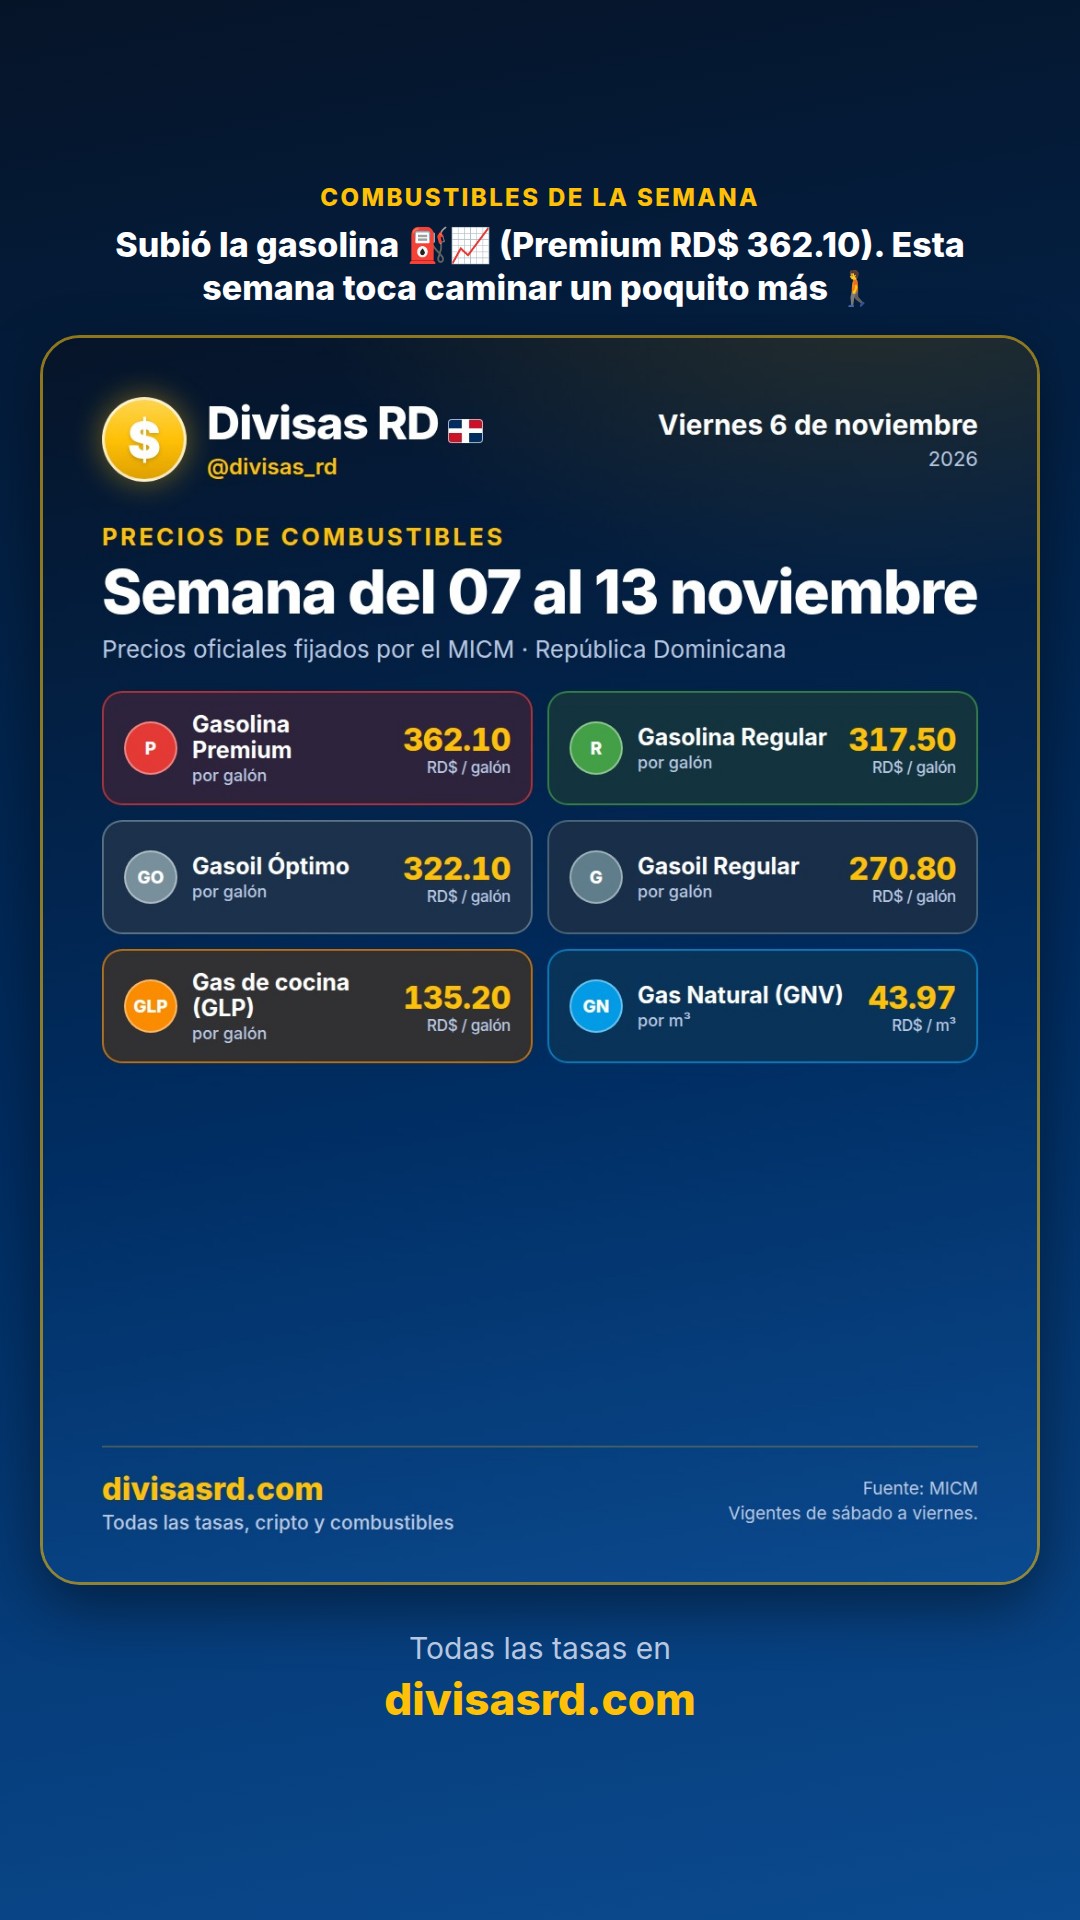 COMBUSTIBLES DE LA SEMANA
Subió la gasolina ⛽📈 (Premium RD$ 362.10). Esta
semana toca caminar un poquito más 🚶
$
Divisas RD 🇩🇴
@divisas_rd
Viernes 6 de noviembre
2026
PRECIOS DE COMBUSTIBLES
Semana del 07 al 13 noviembre
Precios oficiales fijados por el MICM · República Dominicana
P
Gasolina
Premium
por galón
362.10
RD$ / galón
R
Gasolina Regular
por galón
317.50
RD$ / galón
GO
Gasoil Óptimo
por galón
322.10
RD$ / galón
G
Gasoil Regular
por galón
270.80
RD$ / galón
GLP
Gas de cocina
(GLP)
por galón
135.20
RD$ / galón
GN
Gas Natural (GNV)
por m³
43.97
RD$ / m³
divisasrd.com
Todas las tasas, cripto y combustibles
Fuente: MICM
Vigentes de sábado a viernes.
Todas las tasas en
divisasrd.com